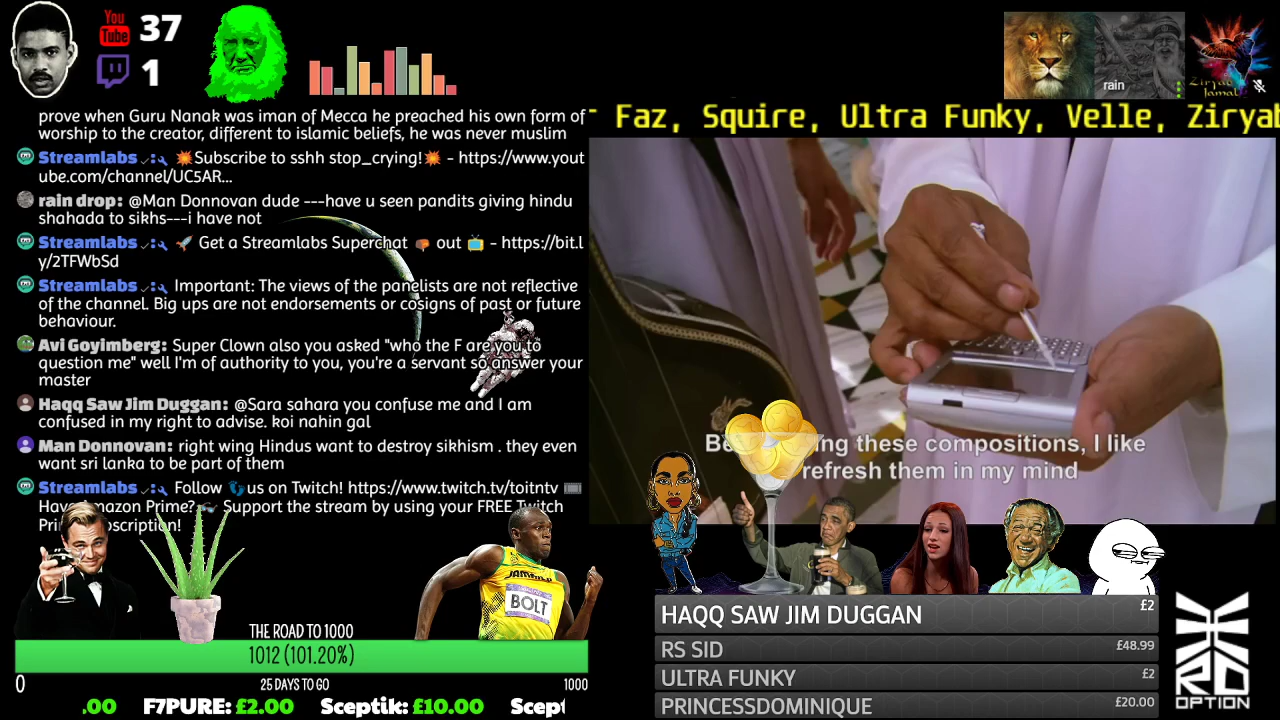 You Tube 37
1
rain
Ziryab Jamal
Faz, Squire, Ultra Funky, Velle, Ziryab
prove when Guru Nanak was iman of Mecca he preached his own form of
worship to the creator, different to islamic beliefs, he was never muslim
Streamlabs 💥Subscribe to sshh stop_crying!💥 - https://www.yout
ube.com/channel/UC5AR...
rain drop: @Man Donnovan dude ---have u seen pandits giving hindu
shahada to sikhs---i have not
Streamlabs 🚀 Get a Streamlabs Superchat out 📺 - https://bit.l
y/2TFWbSd
Streamlabs Important: The views of the panelists are not reflective
of the channel. Big ups are not endorsements or cosigns of past or future
behaviour.
Avi Goyimberg: Super Clown also you asked "who the F are you to
question me" well I'm of authority to you, you're a servant so answer your
master
Haqq Saw Jim Duggan: @Sara sahara you confuse me and I am
confused in my right to advise. koi nahin gal
Man Donnovan: right wing Hindus want to destroy sikhism . they even
want sri lanka to be part of them
Streamlabs Follow 👣us on Twitch! https://www.twitch.tv/toitntv
Support the stream by using your FREE Twitch
these compositions, I like
refresh them in my mind
JAMAICA
BOLT
THE ROAD TO 1000
1012 (101.20%)
0 25 DAYS TO GO 1000
.00 F7PURE: £2.00 Sceptik: £10.00 Scept
HAQQ SAW JIM DUGGAN £2
RS SID £48.99
ULTRA FUNKY £2
PRINCESSDOMINIQUE £20.00
OPTION